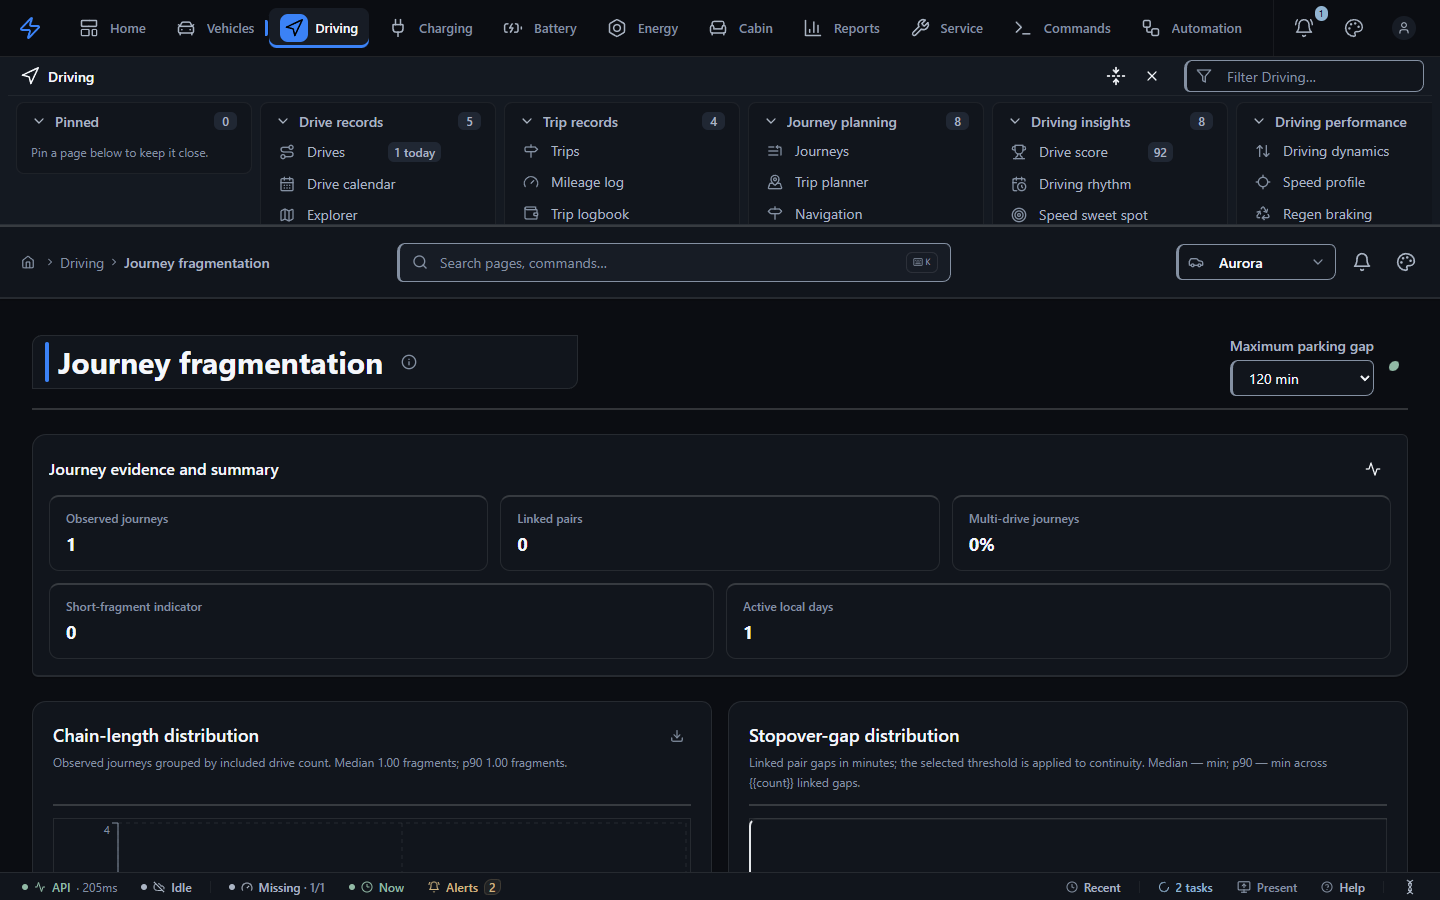 Home
Vehicles
Driving
Charging
Battery
Energy
Cabin
Reports
Service
Commands
Automation
1
Driving
Filter Driving...
Pinned 0
Pin a page below to keep it close.
Drive records 5
Drives 1 today
Drive calendar
Explorer
Trip records 4
Trips
Mileage log
Trip logbook
Journey planning 8
Journeys
Trip planner
Navigation
Driving insights 8
Drive score 92
Driving rhythm
Speed sweet spot
Driving performance
Driving dynamics
Speed profile
Regen braking
Driving
Journey fragmentation
Search pages, commands...
K
Aurora
Journey fragmentation
Maximum parking gap
120 min
Journey evidence and summary
Observed journeys
1
Linked pairs
0
Multi-drive journeys
0%
Short-fragment indicator
0
Active local days
1
Chain-length distribution
Observed journeys grouped by included drive count. Median 1.00 fragments; p90 1.00 fragments.
4
Stopover-gap distribution
Linked pair gaps in minutes; the selected threshold is applied to continuity. Median — min; p90 — min across
{{count}} linked gaps.
API · 205ms
Idle
Missing · 1/1
Now
Alerts 2
Recent
2 tasks
Present
Help